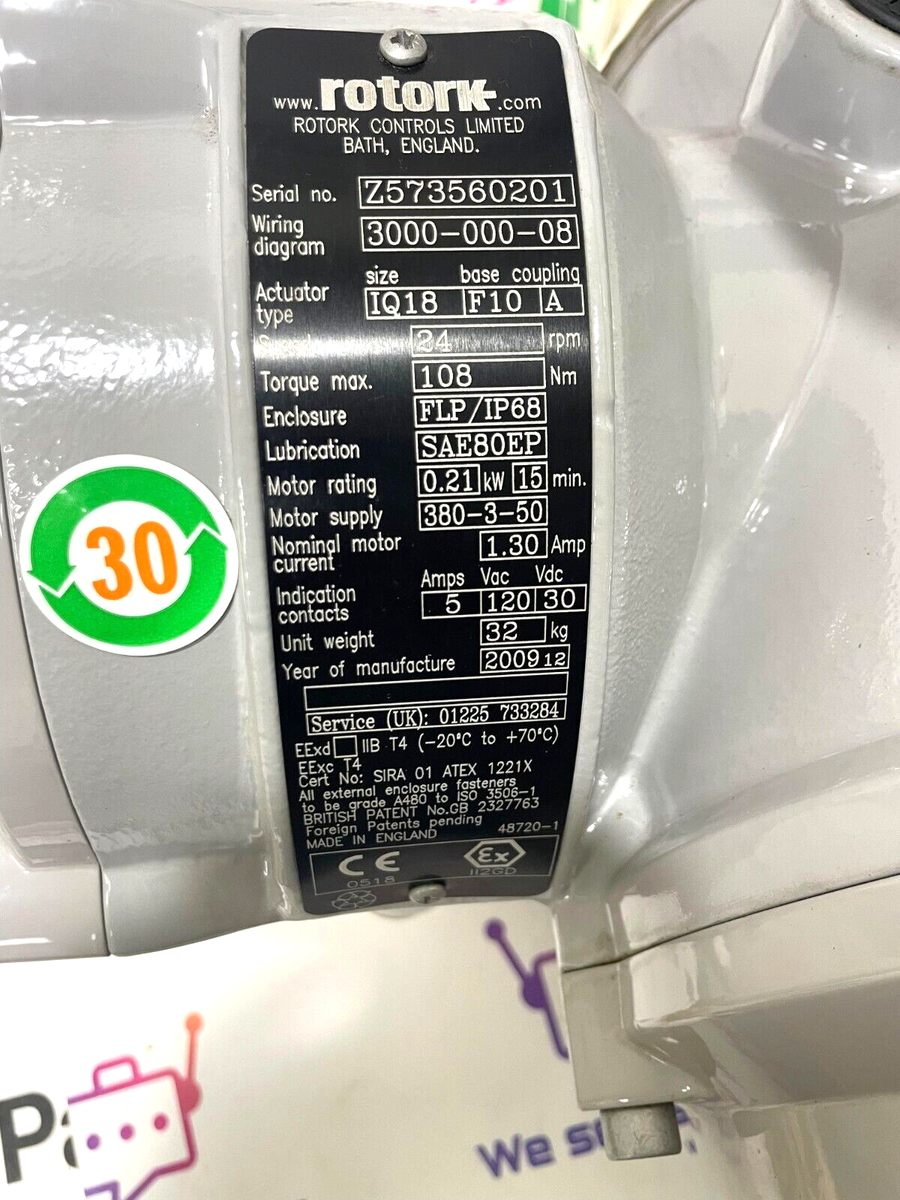 www.rotork.com
ROTORK CONTROLS LIMITED
BATH, ENGLAND.
Serial no. Z573560201
Wiring diagram 3000-000-08
size base coupling
Actuator type IQ18 F10 A
24 rpm
Torque max. 108 Nm
Enclosure FLP/IP68
Lubrication SAE80EP
Motor rating 0.21 kW 15 min.
Motor supply 380-3-50
Nominal motor current 1.30 Amp
Amps Vac Vdc
Indication contacts 5 120 30
Unit weight 32 kg
Year of manufacture 2009 12
Service (UK): 01225 733284
EExd IIB T4 (-20°C to +70°C)
EExc T4
Cert No: SIRA 01 ATEX 1221X
All external enclosure fasteners
to be grade A480 to ISO 3506-1
BRITISH PATENT No.GB 2327763
Foreign Patents pending
MADE IN ENGLAND 48720-1
CE Ex
0518 II2GD
30
We